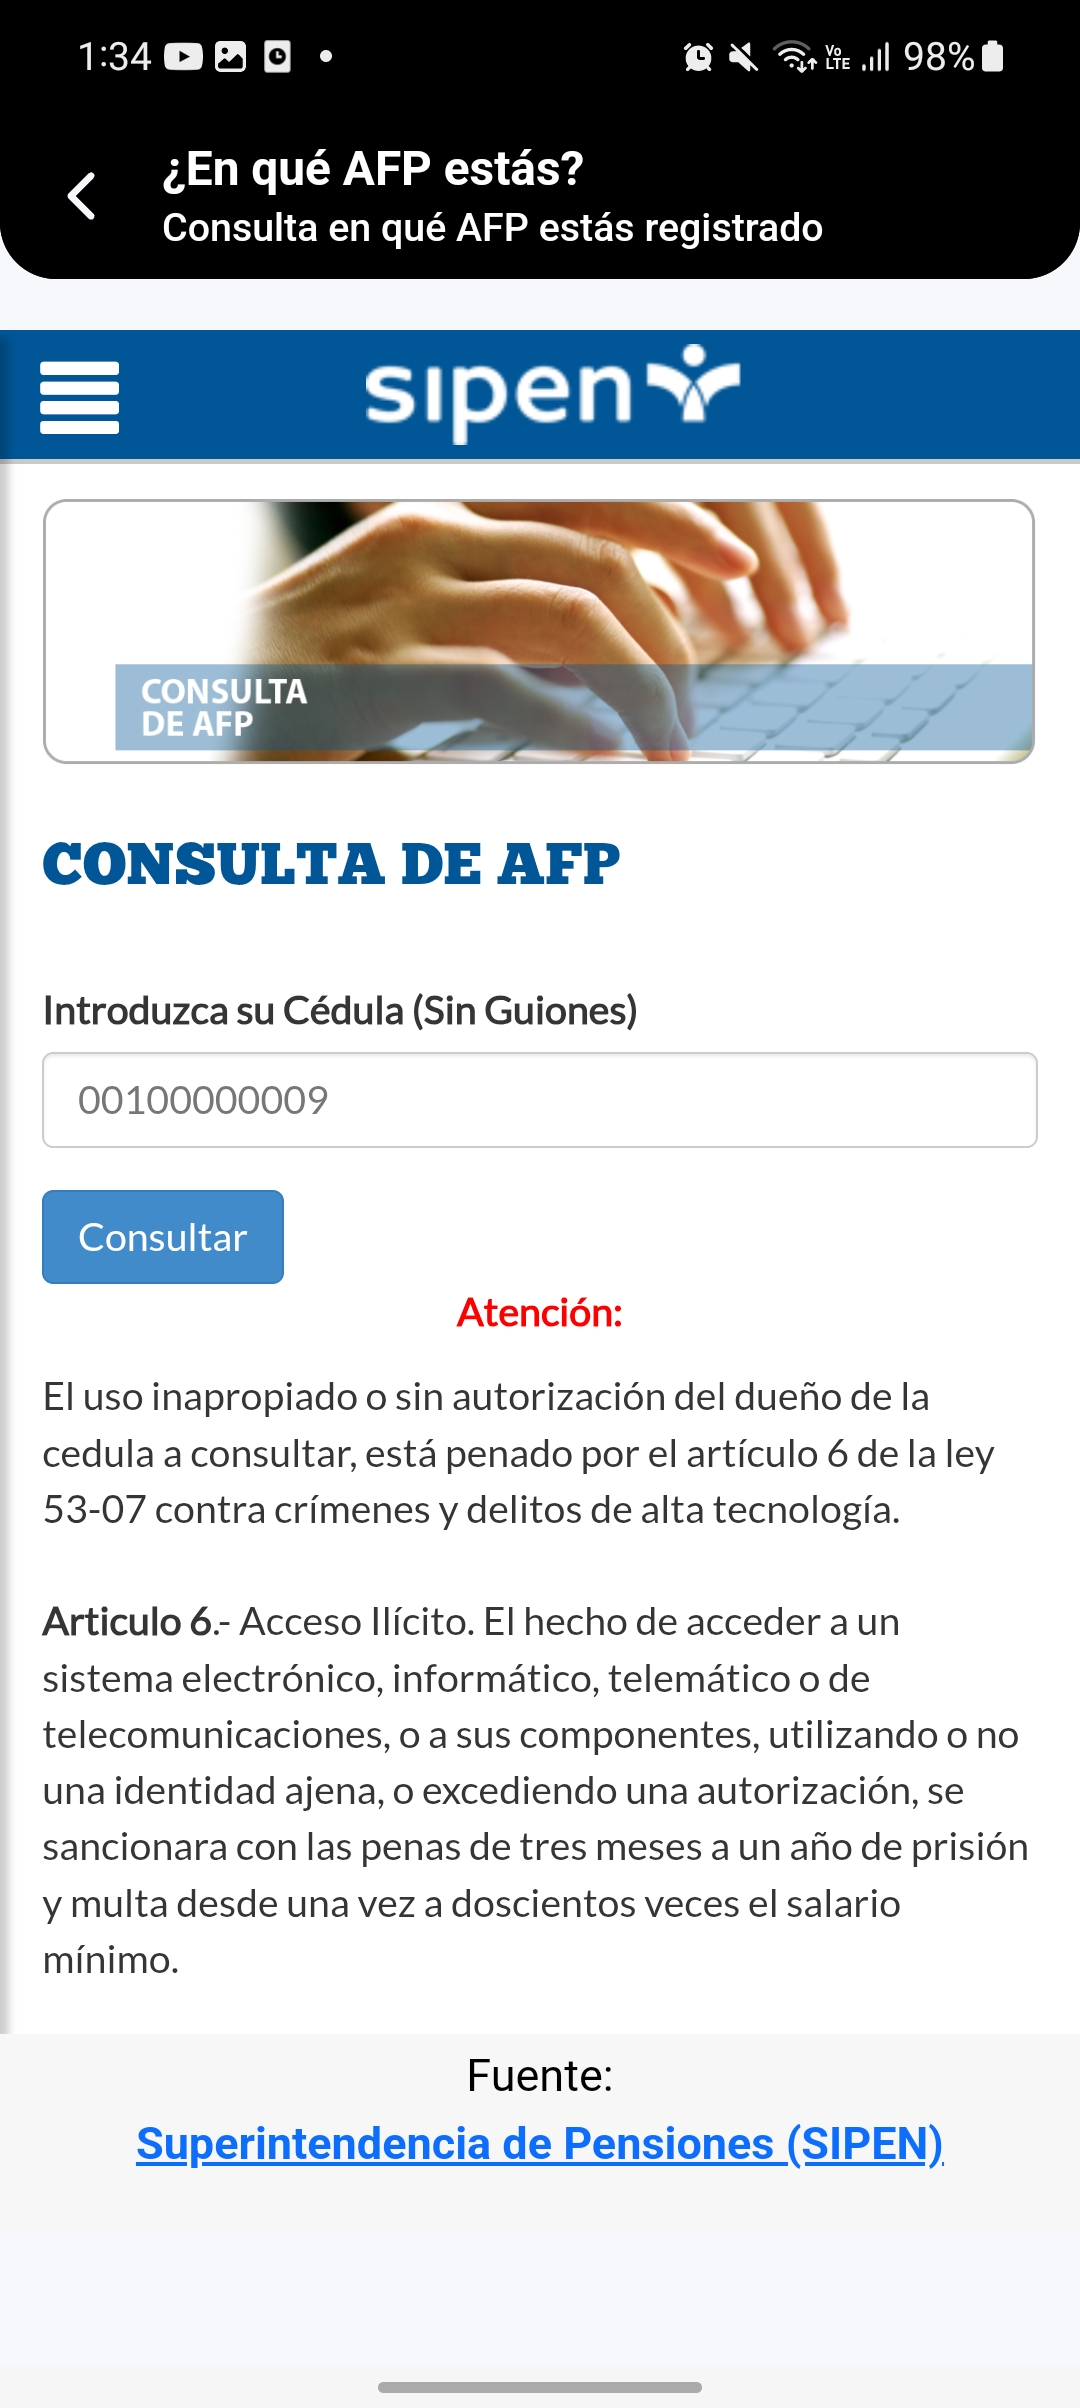 1:34 Vo LTE 98%
¿En qué AFP estás?
Consulta en qué AFP estás registrado
sipen
CONSULTA
DE AFP
CONSULTA DE AFP
Introduzca su Cédula (Sin Guiones)
00100000009
Consultar
Atención:
El uso inapropiado o sin autorización del dueño de la
cedula a consultar, está penado por el artículo 6 de la ley
53-07 contra crímenes y delitos de alta tecnología.
Articulo 6.- Acceso Ilícito. El hecho de acceder a un
sistema electrónico, informático, telemático o de
telecomunicaciones, o a sus componentes, utilizando o no
una identidad ajena, o excediendo una autorización, se
sancionara con las penas de tres meses a un año de prisión
y multa desde una vez a doscientos veces el salario
mínimo.
Fuente:
Superintendencia de Pensiones (SIPEN)